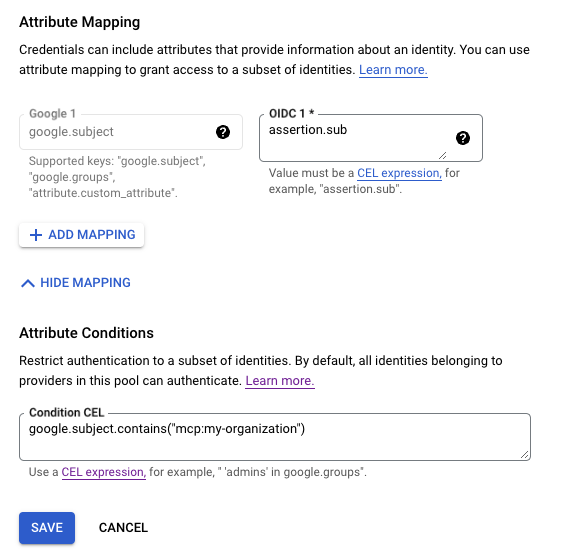 Attribute Mapping
Credentials can include attributes that provide information about an identity. You can use
attribute mapping to grant access to a subset of identities. Learn more.
Google 1
google.subject
Supported keys: "google.subject",
"google.groups",
"attribute.custom_attribute".
OIDC 1 *
assertion.sub
Value must be a CEL expression, for
example, "assertion.sub".
ADD MAPPING
HIDE MAPPING
Attribute Conditions
Restrict authentication to a subset of identities. By default, all identities belonging to
providers in this pool can authenticate. Learn more.
Condition CEL
google.subject.contains("mcp:my-organization")
Use a CEL expression, for example, " 'admins' in google.groups".
SAVE
CANCEL